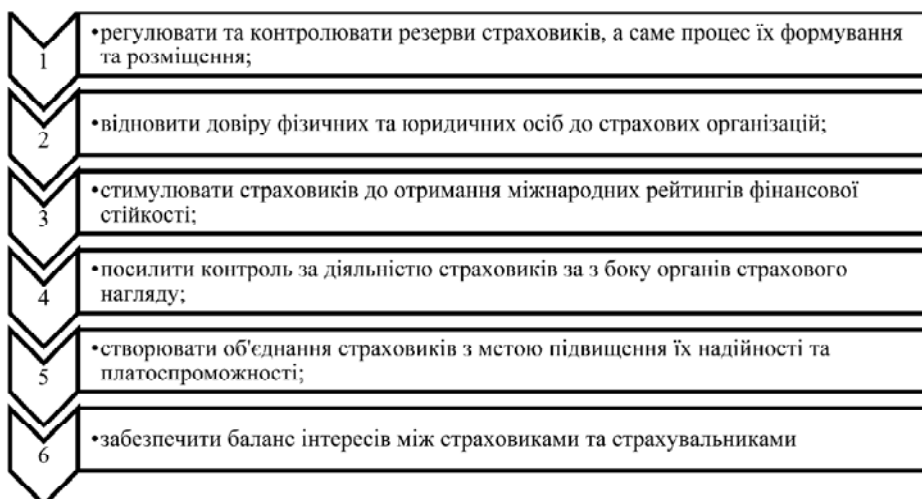 1
•регулювати та контролювати резерви страховиків, а саме процес їх формування
та розміщення;
2
•відновити довіру фізичних та юридичних осіб до страхових організацій;
3
•стимулювати страховиків до отримання міжнародних рейтингів фінансової
стійкості;
4
•посилити контроль за діяльністю страховиків за з боку органів страхового
нагляду;
5
•створювати об'єднання страховиків з метою підвищення їх надійності та
платоспроможності;
6
•забезпечити баланс інтересів між страховиками та страхувальниками